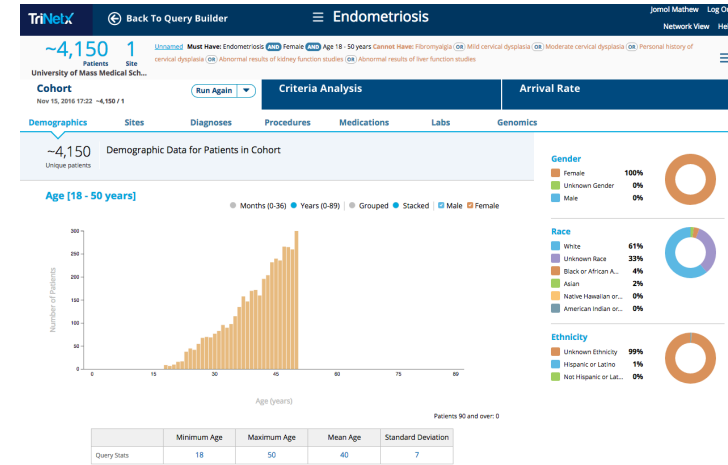 Jomol Mathew Log Ou
TriNetX
Back To Query Builder
Endometriosis
Network View Hel
~4,150 1
Patients Site
University of Mass Medical Sch...
Unnamed Must Have: Endometriosis AND Female AND Age 18 - 50 years Cannot Have: Fibromyalgia OR Mild cervical dysplasia OR Moderate cervical dysplasia OR Personal history of
cervical dysplasia OR Abnormal results of kidney function studies OR Abnormal results of liver function studies
Cohort
Nov 15, 2016 17:22 ~4,150 / 1
Run Again
Criteria Analysis
Arrival Rate
Demographics Sites Diagnoses Procedures Medications Labs Genomics
~4,150
Unique patients
Demographic Data for Patients in Cohort
Age [18 - 50 years]
Months (0-36) Years (0-89) Grouped Stacked Male Female
Number of Patients
300
250
200
150
100
50
0
0 15 30 45 60 75 89
Age (years)
Patients 90 and over: 0
Minimum Age Maximum Age Mean Age Standard Deviation
Query Stats 18 50 40 7
Gender
Female 100%
Unknown Gender 0%
Male 0%
Race
White 61%
Unknown Race 33%
Black or African A... 4%
Asian 2%
Native Hawaiian or... 0%
American Indian or... 0%
Ethnicity
Unknown Ethnicity 99%
Hispanic or Latino 1%
Not Hispanic or Lat... 0%